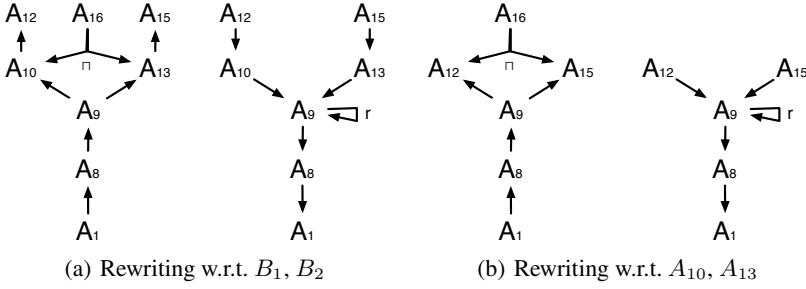 A12 A16 A15 A12 A15 A16
A10 ⊓ A13 A10 A13 A12 ⊓ A15 A12 A15
A9 A9 r A9 A9 r
A8 A8 A8 A8
A1 A1 A1 A1
(a) Rewriting w.r.t. B1, B2 (b) Rewriting w.r.t. A10, A13